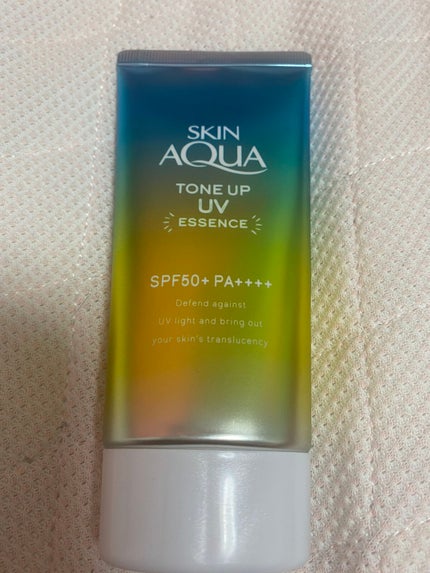 SKIN
AQUA
TONE UP
UV
ESSENCE
SPF50+ PA++++
Defend against
UV light and bring out
your skin's translucency